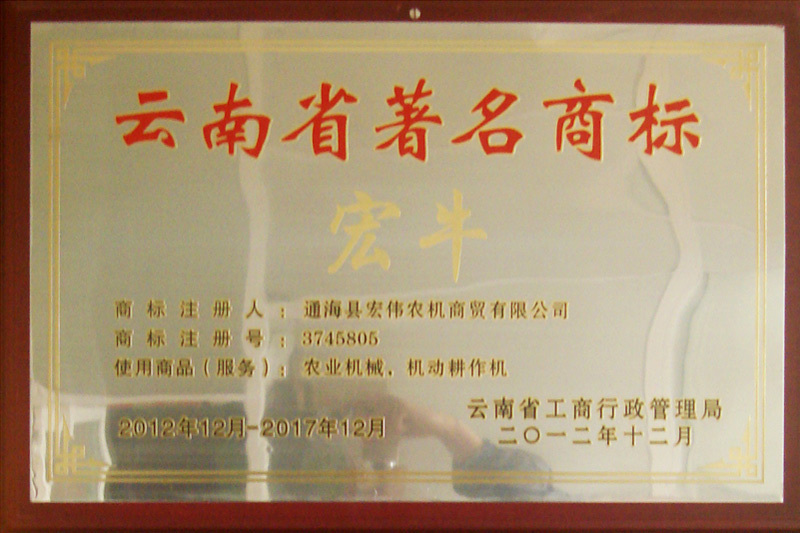 云南省著名商标
宏牛
商标注册人：通海县宏伟农机商贸有限公司
商标注册号：3745805
使用商品（服务）：农业机械，机动耕作机
云南省工商行政管理局
2012年12月-2017年12月
二〇一二年十二月